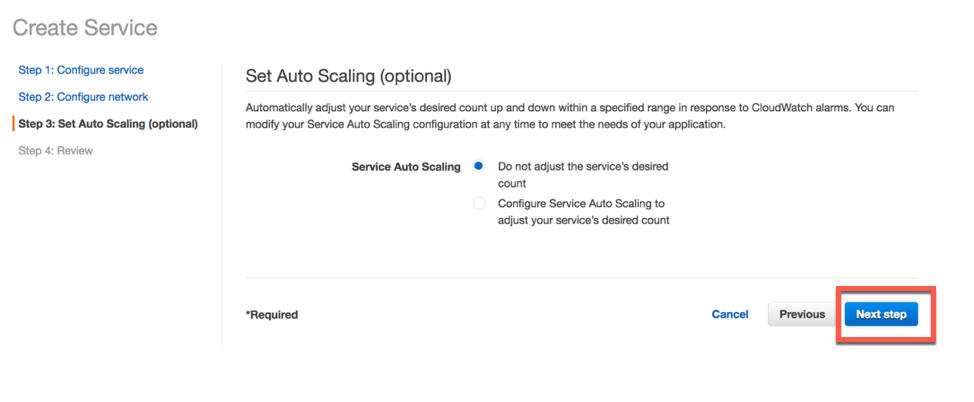 Create Service
Step 1: Configure service
Step 2: Configure network
Step 3: Set Auto Scaling (optional)
Step 4: Review
Set Auto Scaling (optional)
Automatically adjust your service's desired count up and down within a specified range in response to CloudWatch alarms. You can
modify your Service Auto Scaling configuration at any time to meet the needs of your application.
Service Auto Scaling
Do not adjust the service's desired
count
Configure Service Auto Scaling to
adjust your service's desired count
*Required
Cancel
Previous
Next step